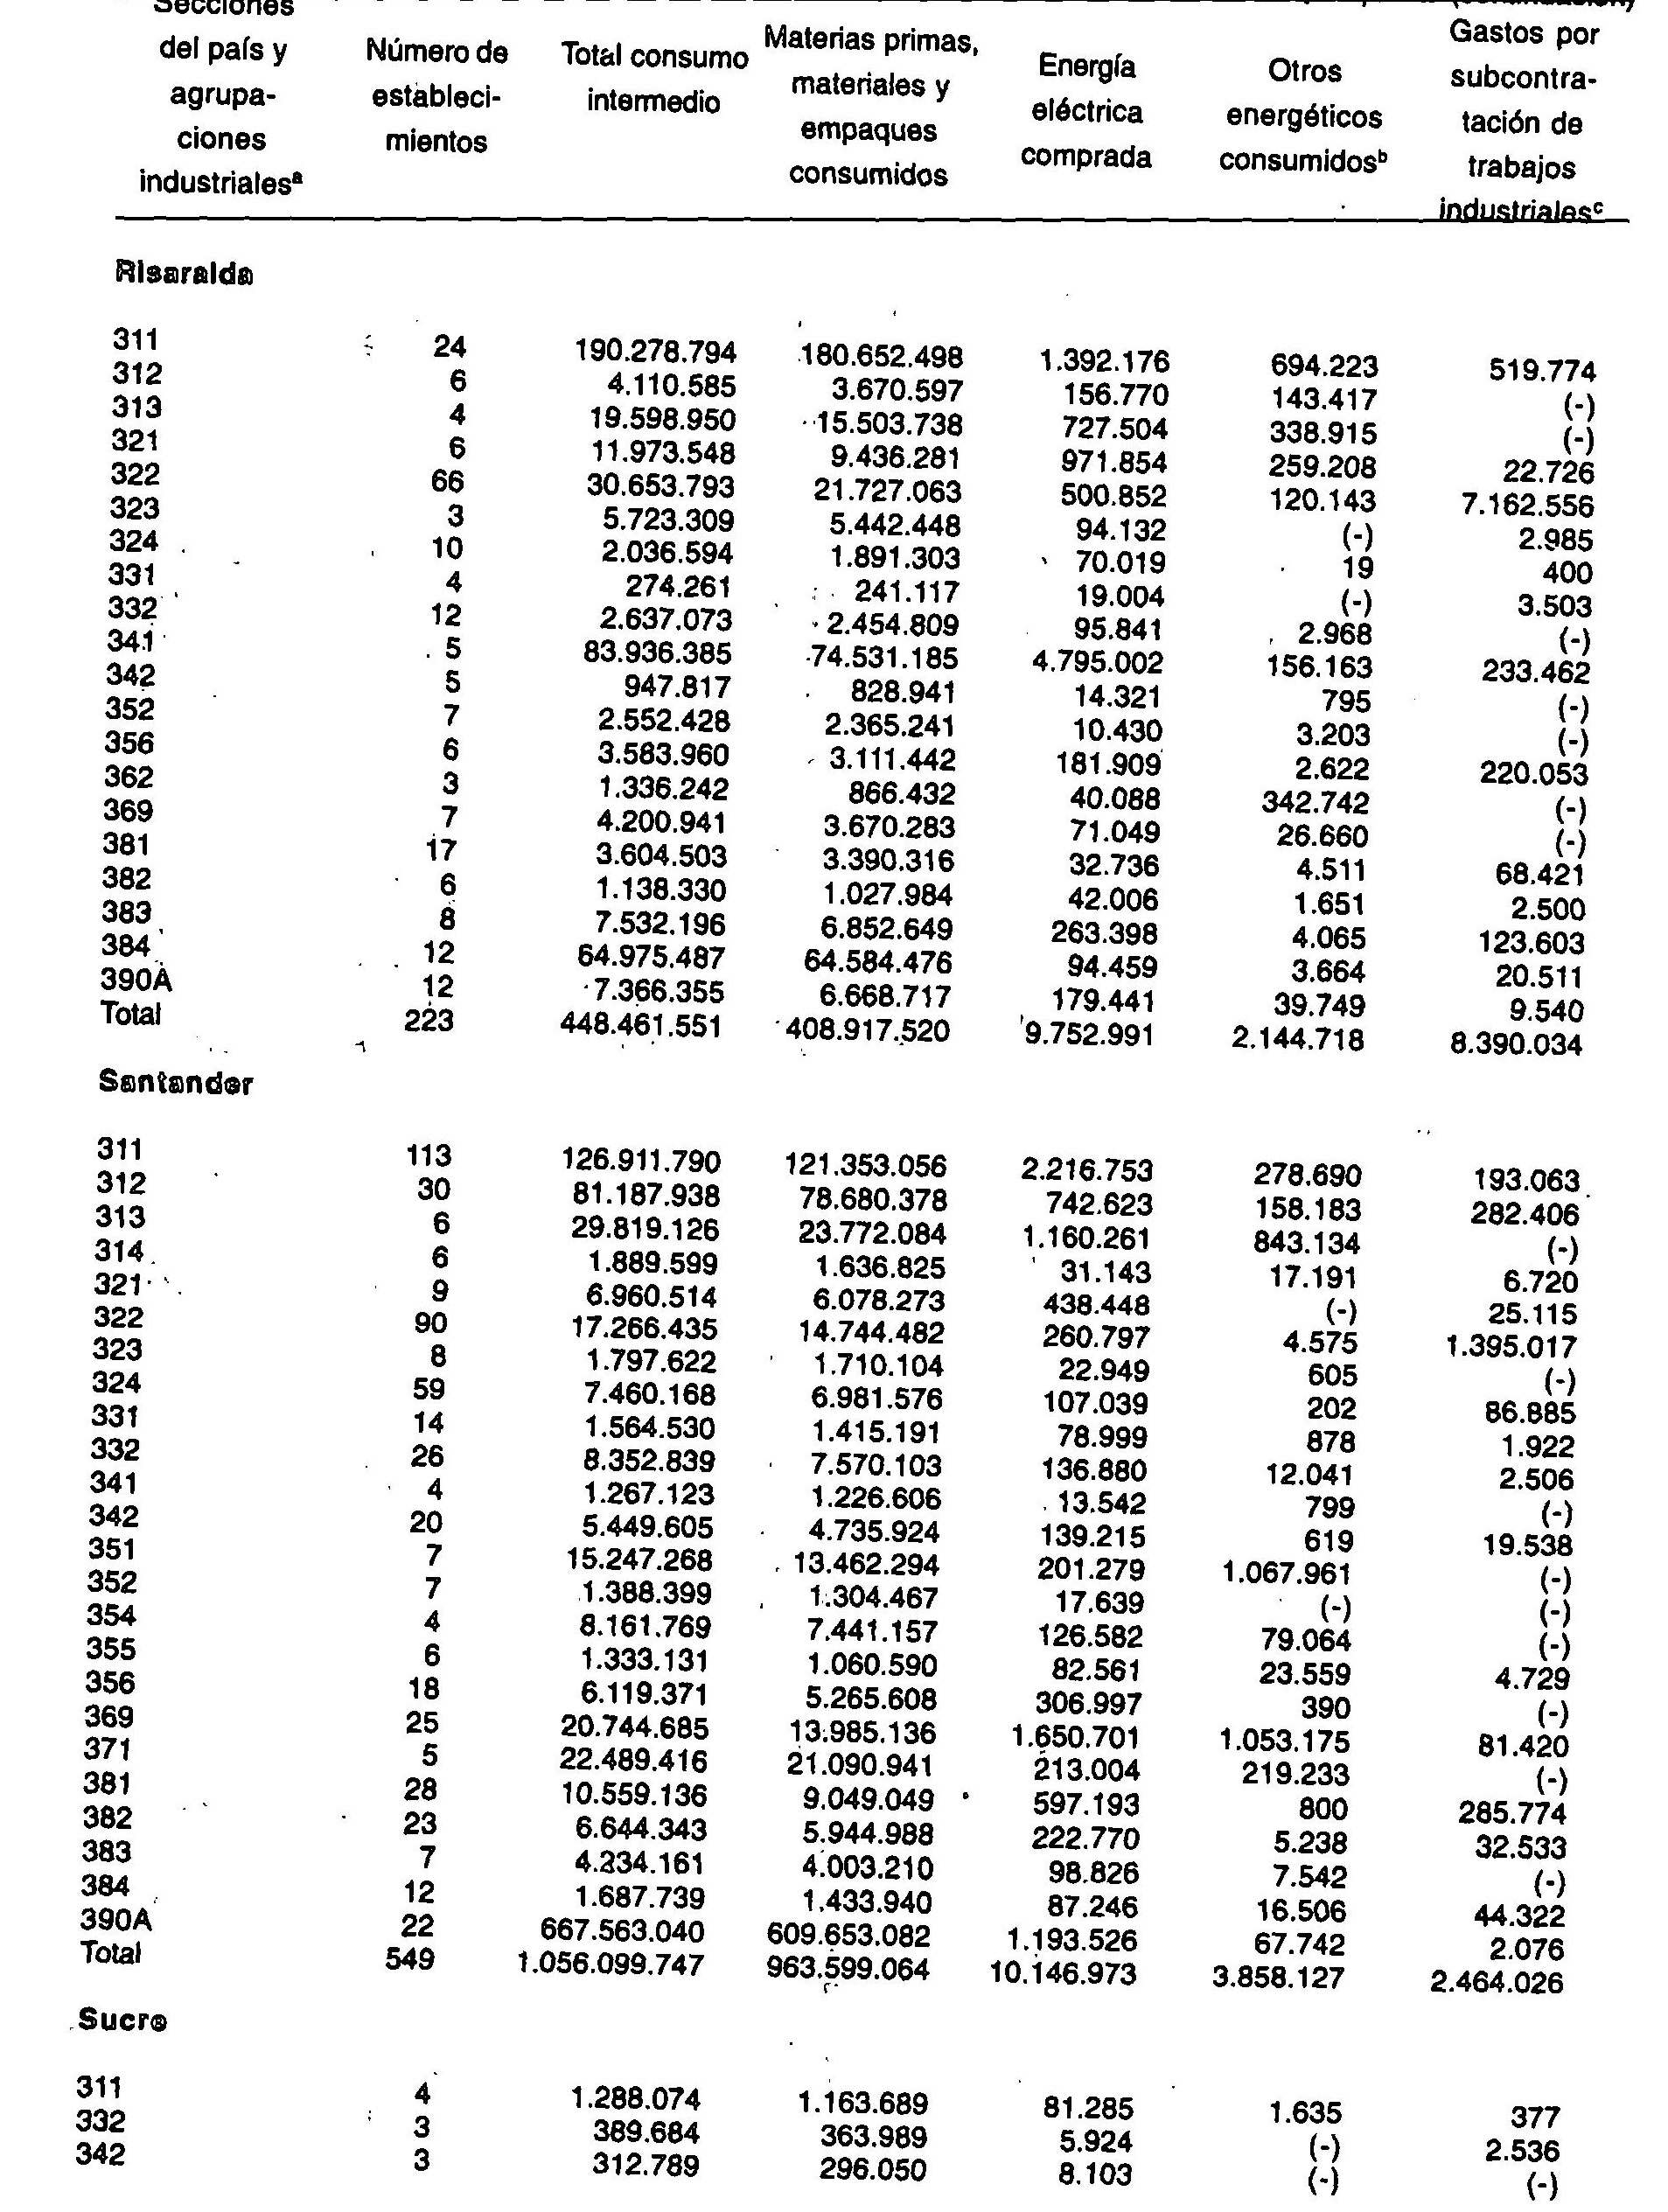 Secciones
del país y
agrupa-
ciones
industriales<sup>a</sup>
Número de
estableci-
mientos
Total consumo
intermedio
Materias primas,
materiales y
empaques
consumidos
Energía
eléctrica
comprada
Otros
energéticos
consumidos<sup>b</sup>
(continuación)
Gastos por
subcontra-
tación de
trabajos
industriales<sup>c</sup>
Risaralda
311 24 190.278.794 180.652.498 1.392.176 694.223 519.774
312 6 4.110.585 3.670.597 156.770 143.417 (-)
313 4 19.598.950 15.503.738 727.504 338.915 (-)
321 6 11.973.548 9.436.281 971.854 259.208 22.726
322 66 30.653.793 21.727.063 500.852 120.143 7.162.556
323 3 5.723.309 5.442.448 94.132 (-) 2.985
324 10 2.036.594 1.891.303 70.019 19 400
331 4 274.261 241.117 19.004 (-) 3.503
332 12 2.637.073 2.454.809 95.841 2.968 (-)
341 5 83.936.385 74.531.185 4.795.002 156.163 233.462
342 5 947.817 828.941 14.321 795 (-)
352 7 2.552.428 2.365.241 10.430 3.203 (-)
356 6 3.583.960 3.111.442 181.909 2.622 220.053
362 3 1.336.242 866.432 40.088 342.742 (-)
369 7 4.200.941 3.670.283 71.049 26.660 (-)
381 17 3.604.503 3.390.316 32.736 4.511 68.421
382 6 1.138.330 1.027.984 42.006 1.651 2.500
383 8 7.532.196 6.852.649 263.398 4.065 123.603
384 12 64.975.487 64.584.476 94.459 3.664 20.511
390A 12 7.366.355 6.668.717 179.441 39.749 9.540
Total 223 448.461.551 408.917.520 9.752.991 2.144.718 8.390.034
Santander
311 113 126.911.790 121.353.056 2.216.753 278.690 193.063
312 30 81.187.938 78.680.378 742.623 158.183 282.406
313 6 29.819.126 23.772.084 1.160.261 843.134 (-)
314 6 1.889.599 1.636.825 31.143 17.191 6.720
321 9 6.960.514 6.078.273 438.448 (-) 25.115
322 90 17.266.435 14.744.482 260.797 4.575 1.395.017
323 8 1.797.622 1.710.104 22.949 605 (-)
324 59 7.460.168 6.981.576 107.039 202 86.885
331 14 1.564.530 1.415.191 78.999 878 1.922
332 26 8.352.839 7.570.103 136.880 12.041 2.506
341 4 1.267.123 1.226.606 13.542 799 (-)
342 20 5.449.605 4.735.924 139.215 619 19.538
351 7 15.247.268 13.462.294 201.279 1.067.961 (-)
352 7 1.388.399 1.304.467 17.639 (-) (-)
354 4 8.161.769 7.441.157 126.582 79.064 (-)
355 6 1.333.131 1.060.590 82.561 23.559 4.729
356 18 6.119.371 5.265.608 306.997 390 (-)
369 25 20.744.685 13.985.136 1.650.701 1.053.175 81.420
371 5 22.489.416 21.090.941 213.004 219.233 (-)
381 28 10.559.136 9.049.049 597.193 800 285.774
382 23 6.644.343 5.944.988 222.770 5.238 32.533
383 7 4.234.161 4.003.210 98.826 7.542 (-)
384 12 1.687.739 1.433.940 87.246 16.506 44.322
390A 22 667.563.040 609.653.082 1.193.526 67.742 2.076
Total 549 1.056.099.747 963.599.064 10.146.973 3.858.127 2.464.026
Sucre
311 4 1.288.074 1.163.689 81.285 1.635 377
332 3 389.684 363.989 5.924 (-) 2.536
342 3 312.789 296.050 8.103 (-) (-)